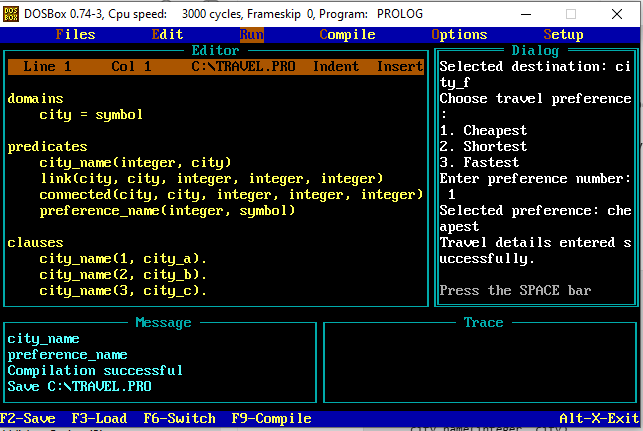 DOS
BOX
DOSBox 0.74-3, Cpu speed: 3000 cycles, Frameskip 0, Program: PROLOG
Files Edit Run Compile Options Setup
Editor
Line 1 Col 1 C:\TRAVEL.PRO Indent Insert
domains
city = symbol
predicates
city_name(integer, city)
link(city, city, integer, integer, integer)
connected(city, city, integer, integer, integer)
preference_name(integer, symbol)
clauses
city_name(1, city_a).
city_name(2, city_b).
city_name(3, city_c).
Dialog
Selected destination: ci
ty_f
Choose travel preference
:
1. Cheapest
2. Shortest
3. Fastest
Enter preference number:
1
Selected preference: che
apest
Travel details entered s
uccessfully.
Press the SPACE bar
Message
city_name
preference_name
Compilation successful
Save C:\TRAVEL.PRO
Trace
F2-Save F3-Load F6-Switch F9-Compile Alt-X-Exit